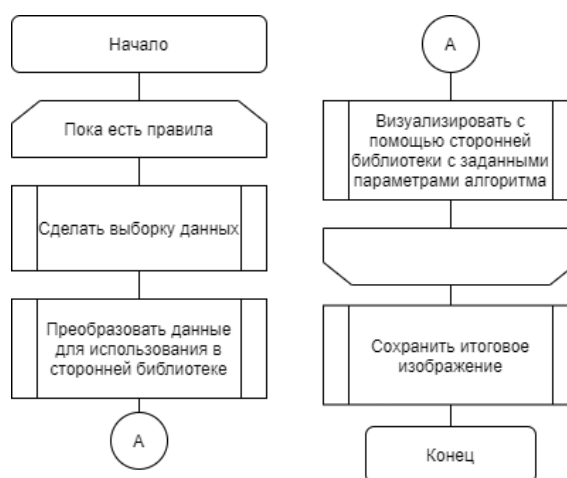 Начало
Пока есть правила
Сделать выборку данных
Преобразовать данные
для использования в
сторонней библиотеке
А
А
Визуализировать с
помощью сторонней
библиотеки с заданными
параметрами алгоритма
Сохранить итоговое
изображение
Конец